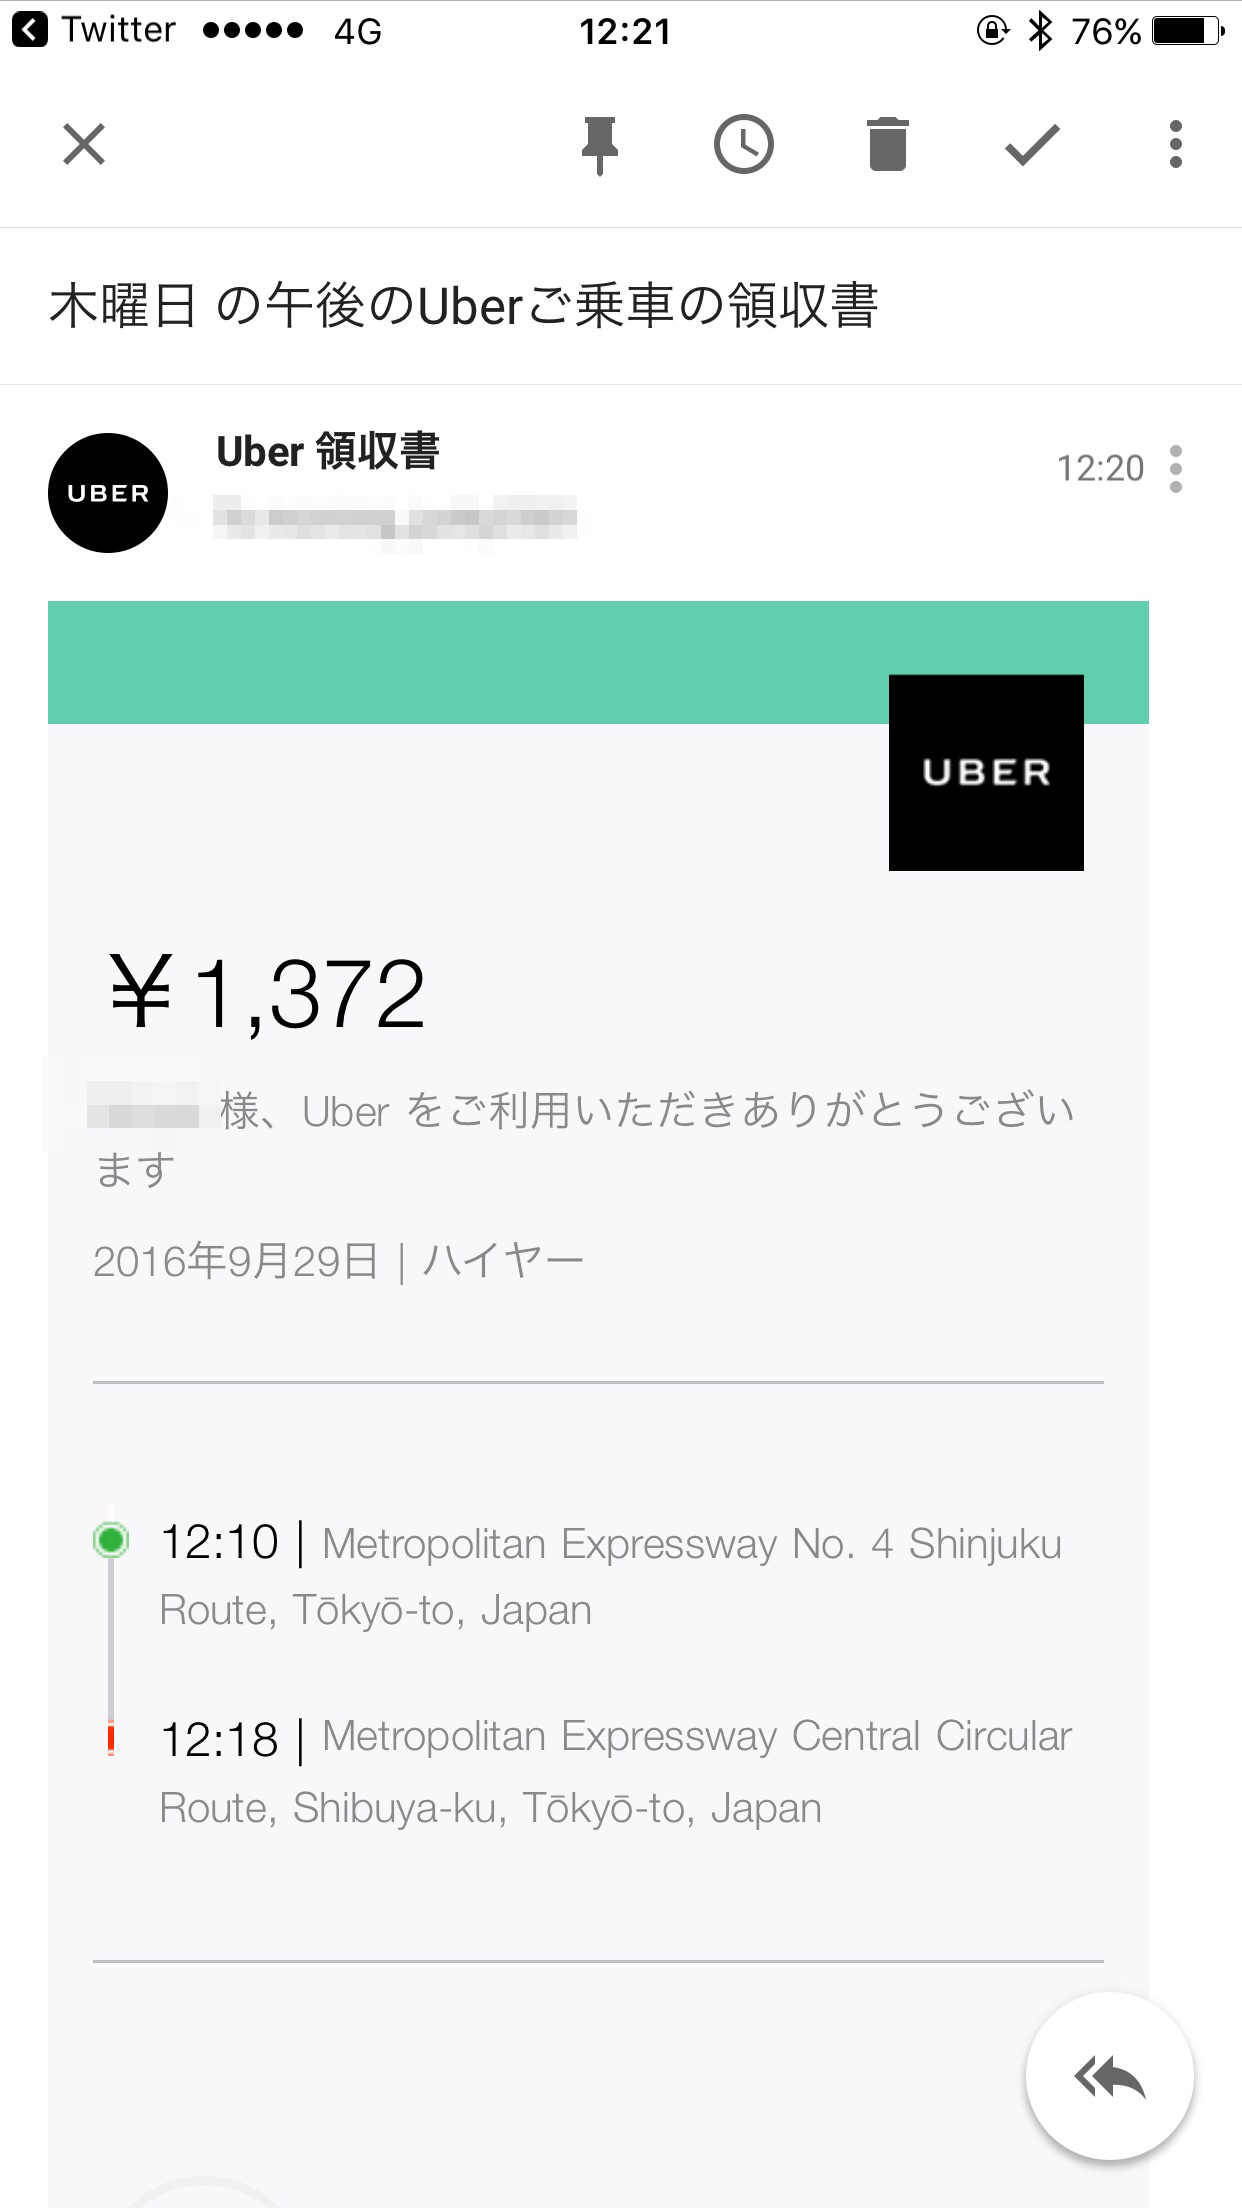 Twitter 4G 12:21 76%
木曜日 の午後のUberご乗車の領収書
UBER
Uber 領収書
12:20
UBER
¥1,372
様、Uber をご利用いただきありがとうござい
ます
2016年9月29日 | ハイヤー
12:10 | Metropolitan Expressway No. 4 Shinjuku
Route, Tōkyō-to, Japan
12:18 | Metropolitan Expressway Central Circular
Route, Shibuya-ku, Tōkyō-to, Japan